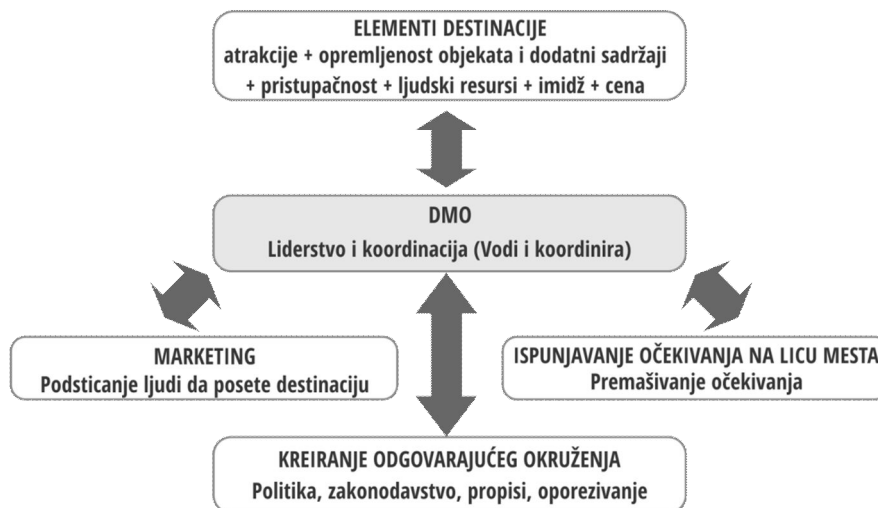 ELEMENTI DESTINACIJE
atrakcije + opremljenost objekata i dodatni sadržaji
+ pristupačnost + ljudski resursi + imidž + cena
DMO
Liderstvo i koordinacija (Vodi i koordinira)
MARKETING
Podsticanje ljudi da posete destinaciju
ISPUNJAVANJE OČEKIVANJA NA LICU MESTA
Premašivanje očekivanja
KREIRANJE ODGOVARAJUĆEG OKRUŽENJA
Politika, zakonodavstvo, propisi, oporezivanje